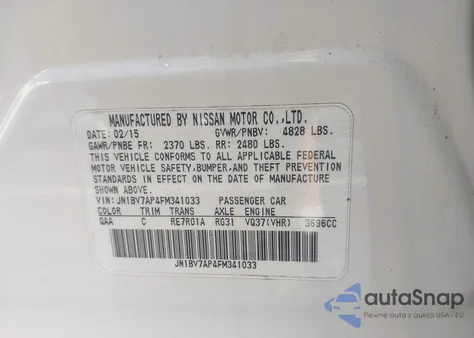 MANUFACTURED BY NISSAN MOTOR CO.,LTD.
DATE: 02/15 GVWR/PNBV: 4828 LBS.
GAWR/PNBE FR: 2370 LBS. RR: 2480 LBS.
THIS VEHICLE CONFORMS TO ALL APPLICABLE FEDERAL
MOTOR VEHICLE SAFETY,BUMPER,AND THEFT PREVENTION
STANDARDS IN EFFECT ON THE DATE OF MANUFACTURE
SHOWN ABOVE.
VIN: JN1BV7AP4FM341033 PASSENGER CAR
COLOR TRIM TRANS AXLE ENGINE
QAA C RE7R01A RG31 VQ37(VHR) 3696CC
JN1BV7AP4FM341033
autoSnap
Pewne auta z USA i EU